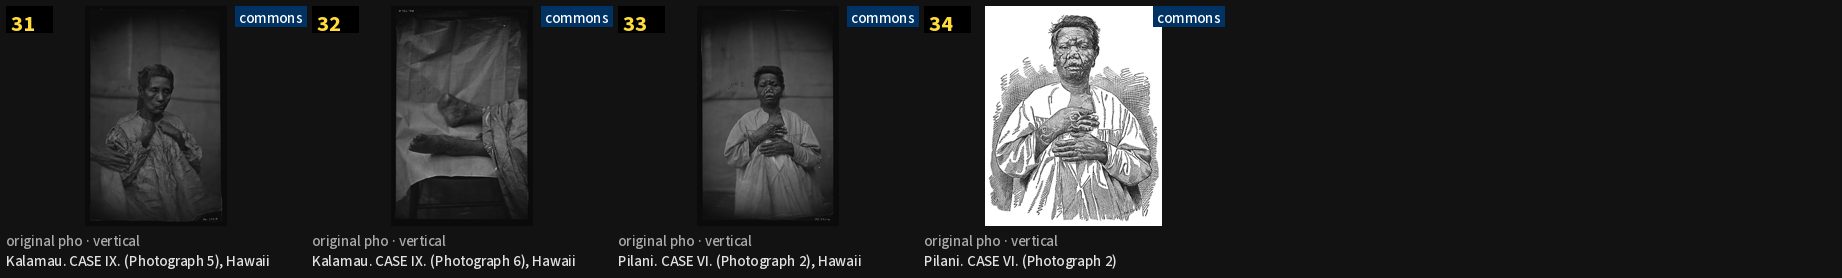 31
commons
original pho · vertical
Kalamau. CASE IX. (Photograph 5), Hawaii
32
commons
original pho · vertical
Kalamau. CASE IX. (Photograph 6), Hawaii
33
commons
original pho · vertical
Pilani. CASE VI. (Photograph 2), Hawaii
34
commons
original pho · vertical
Pilani. CASE VI. (Photograph 2)